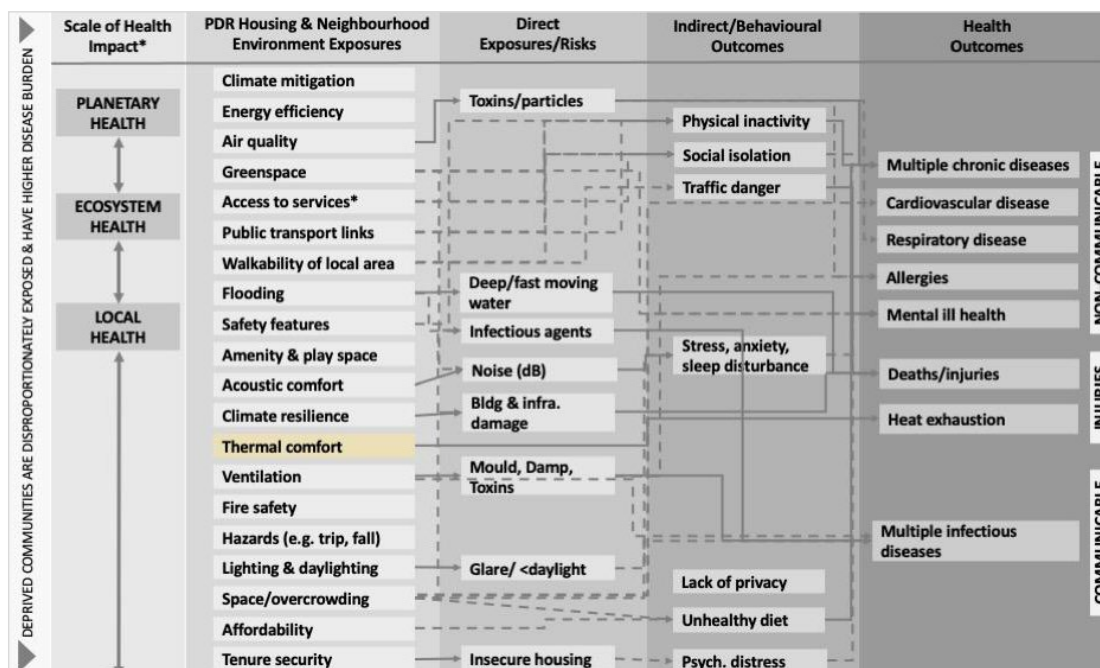 DEPRIVED COMMUNITIES ARE DISPROPORTIONATELY EXPOSED & HAVE HIGHER DISEASE BURDEN
Scale of Health
Impact*
PLANETARY
HEALTH
ECOSYSTEM
HEALTH
LOCAL
HEALTH
PDR Housing & Neighbourhood
Environment Exposures
Climate mitigation
Energy efficiency
Air quality
Greenspace
Access to services*
Public transport links
Walkability of local area
Flooding
Safety features
Amenity & play space
Acoustic comfort
Climate resilience
Thermal comfort
Ventilation
Fire safety
Hazards (e.g. trip, fall)
Lighting & daylighting
Space/overcrowding
Affordability
Tenure security
Direct
Exposures/Risks
Toxins/particles
Deep/fast moving
water
Infectious agents
Noise (dB)
Bldg & infra.
damage
Mould, Damp,
Toxins
Glare/ <daylight
Insecure housing
Indirect/Behavioural
Outcomes
Physical inactivity
Social isolation
Traffic danger
Stress, anxiety,
sleep disturbance
Lack of privacy
Unhealthy diet
Psych. distress
Health
Outcomes
Multiple chronic diseases
Cardiovascular disease
Respiratory disease
Allergies
Mental ill health
Deaths/injuries
Heat exhaustion
Multiple infectious
diseases
NON-COMMUNICABLE
INJURIES
COMMUNICABLE